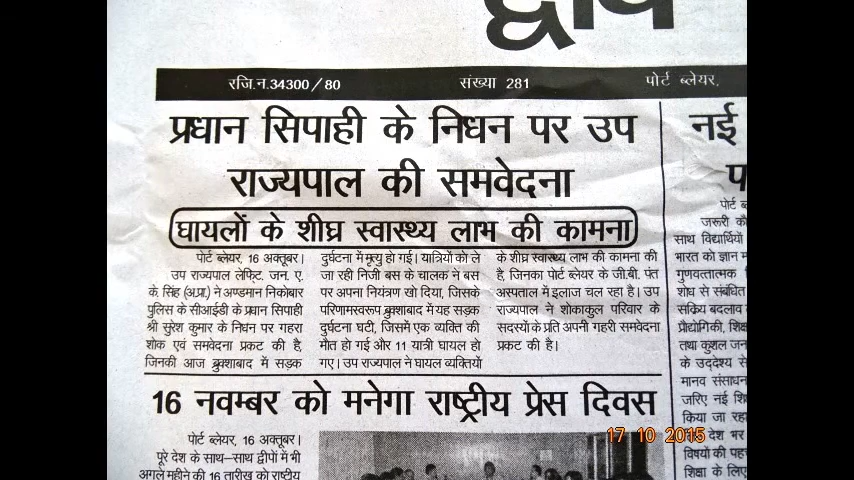 रजि.न.34300/80 संख्या 281 पोर्ट ब्लेयर,
प्रधान सिपाही के निधन पर उप
राज्यपाल की समवेदना
घायलों के शीघ्र स्वास्थ्य लाभ की कामना
पोर्ट ब्लेयर, 16 अक्तूबर।
उप राज्यपाल लेफ्टि. जन. ए.
के. सिंह (अ.प्रा.) ने अण्डमान निकोबार
पुलिस के सीआईडी के प्रधान सिपाही
श्री सुरेश कुमार के निधन पर गहरा
शोक एवं समवेदना प्रकट की है,
जिनकी आज ब्रुक्शाबाद में सड़क
दुर्घटना में मृत्यु हो गई। यात्रियों को ले
जा रही निजी बस के चालक ने बस
पर अपना नियंत्रण खो दिया, जिसके
परिणामस्वरूप ब्रुक्शाबाद में यह सड़क
दुर्घटना घटी, जिसमें एक व्यक्ति की
मौत हो गई और 11 यात्री घायल हो
गए। उप राज्यपाल ने घायल व्यक्तियों
के शीघ्र स्वास्थ्य लाभ की कामना की
है, जिनका पोर्ट ब्लेयर के जी.बी. पंत
अस्पताल में इलाज चल रहा है। उप
राज्यपाल ने शोकाकुल परिवार के
सदस्यों के प्रति अपनी गहरी समवेदना
प्रकट की है।
16 नवम्बर को मनेगा राष्ट्रीय प्रेस दिवस
पोर्ट ब्लेयर, 16 अक्तूबर।
पूरे देश के साथ–साथ द्वीपों में भी
अगले महीने की 16 तारीख को राष्ट्रीय
नई
पोर्ट
जरूरी
साथ विद्यार्थियों
भारत को ज्ञान
गुणवत्तात्मक
शोध से संबंधित
सक्रिय बदलाव
प्रौद्योगिकी,
तथा कुशल जन
के उद्देश्य से
मानव संसाधन
जरिए नई
किया जा रहा
देश भर
विषयों की
शिक्षा के लिए
17 10 2015